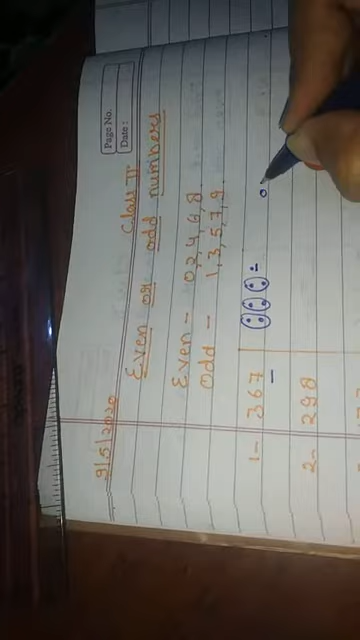 Page No.
Date :
9/5/2020
Class II
Even or odd numbers
Even - 0,2,4,6,8.
Odd - 1,3,5,7,9.
1- 367
2- 298